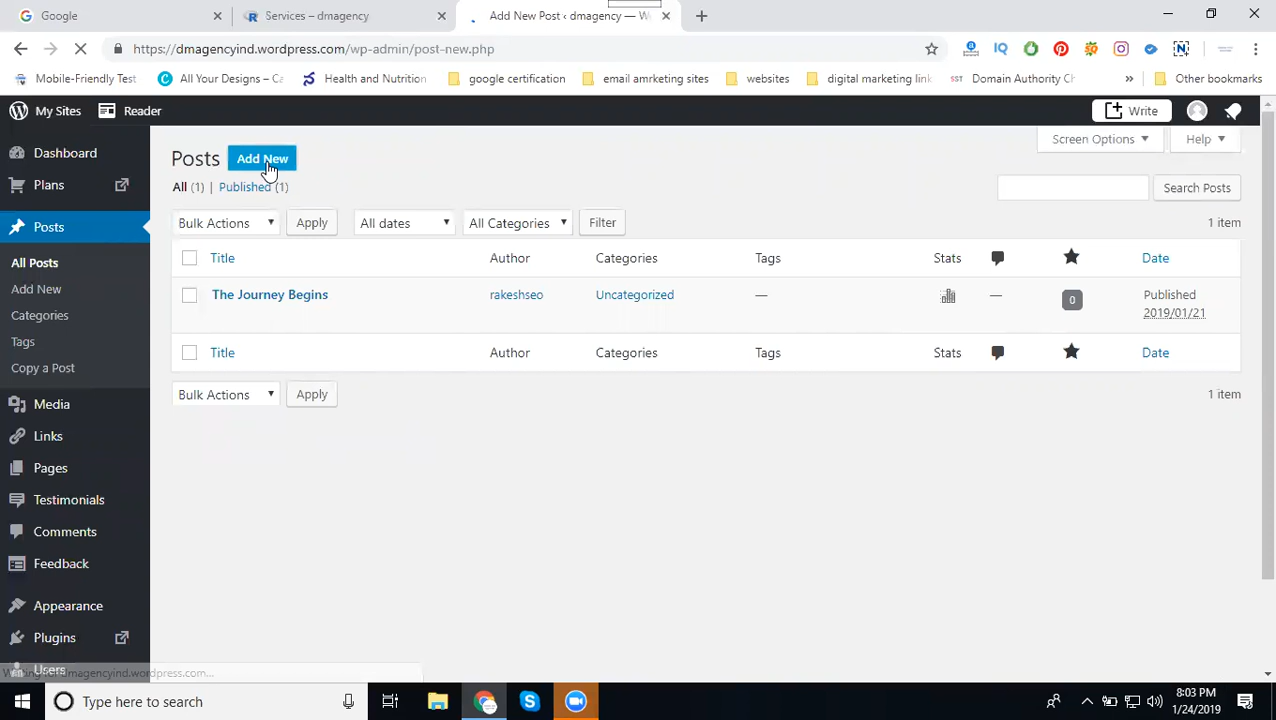 Google
Services – dmagency
Add New Post ‹ dmagency — W
https://dmagencyind.wordpress.com/wp-admin/post-new.php
Mobile-Friendly Test
All Your Designs – Ca
Health and Nutrition
google certification
email amrketing sites
websites
digital marketing link
SST
Domain Authority Ch
»
Other bookmarks
My Sites
Reader
Write
Dashboard
Plans
Posts
All Posts
Add New
Categories
Tags
Copy a Post
Media
Links
Pages
Testimonials
Comments
Feedback
Appearance
Plugins
Users
Posts
Add New
Screen Options
Help
All (1) | Published (1)
Search Posts
Bulk Actions
Apply
All dates
All Categories
Filter
1 item
Title Author Categories Tags Stats Date
The Journey Begins rakeshseo Uncategorized — — 0 Published
2019/01/21
Title Author Categories Tags Stats Date
Bulk Actions
Apply
1 item
dmagencyind.wordpress.com...
Type here to search
8:03 PM
1/24/2019